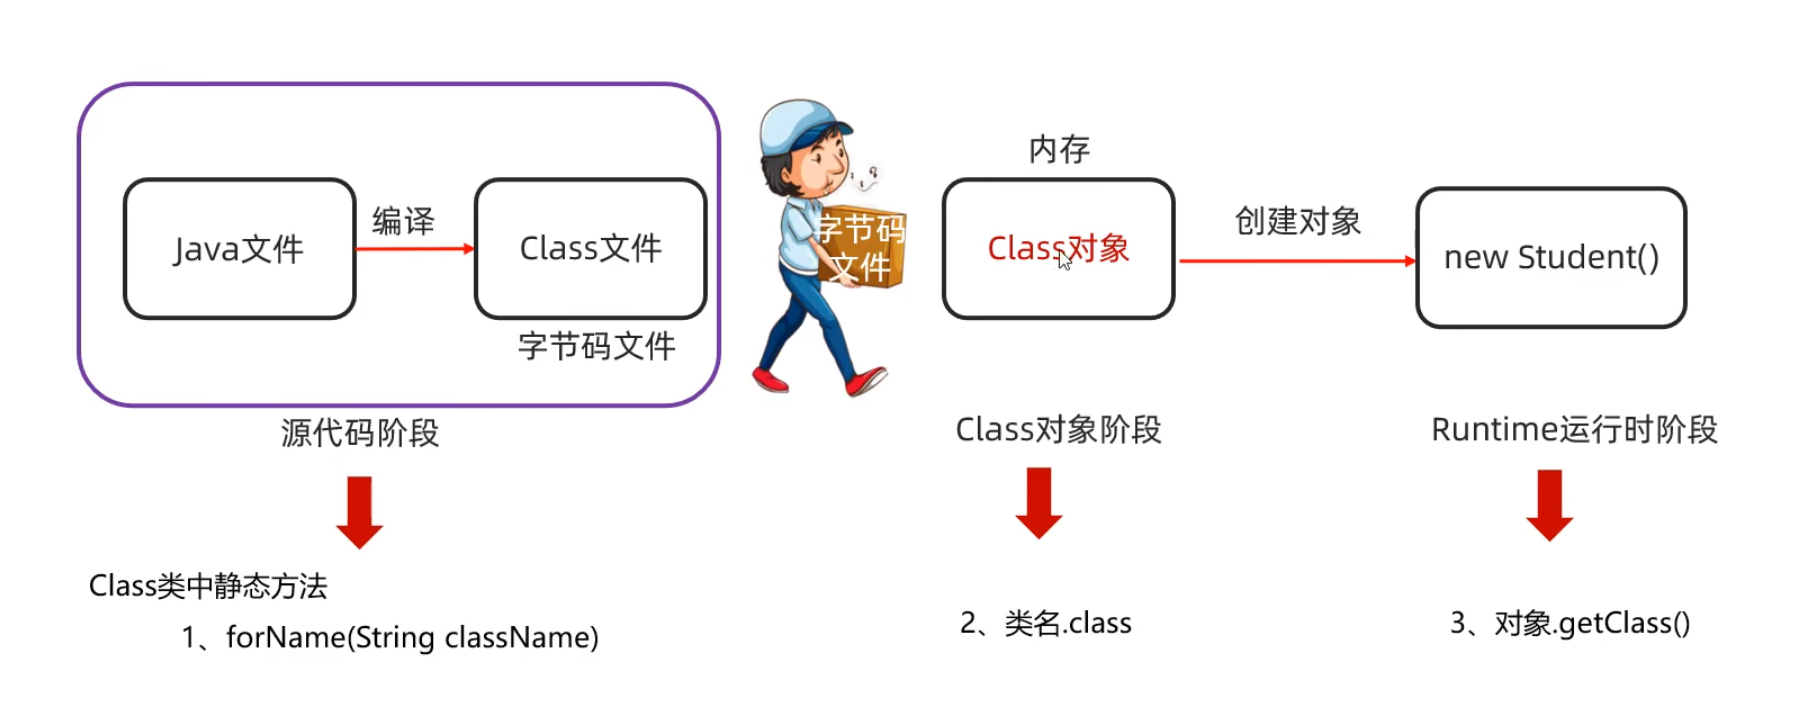 内存
Java文件
编译
Class文件
字节码
文件
Class对象
创建对象
new Student()
字节码文件
源代码阶段
Class对象阶段
Runtime运行时阶段
Class类中静态方法
1、forName(String className)
2、类名.class
3、对象.getClass()